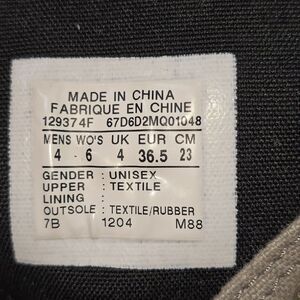 MADE IN CHINA
FABRIQUE EN CHINE
129374F 67D6D2MQ01048
MENS WO'S UK EUR CM
4 - 6 4 36.5 23
GENDER : UNISEX
UPPER : TEXTILE
LINING :
OUTSOLE : TEXTILE/RUBBER
7B 1204 M88